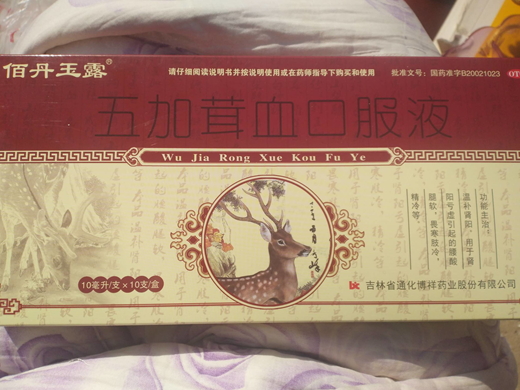 佰丹玉露®
请仔细阅读说明书并按说明使用或在药师指导下购买和使用
批准文号：国药准字B20021023
OT
五加茸血口服液
Wu Jia Rong Xue Kou Fu Ye
功能主治：
温补肾阳，用于肾
阳亏虚引起的腰酸
腿软，畏寒肢冷，
精冷等。
10毫升/支×10支/盒
吉林省通化博祥药业股份有限公司